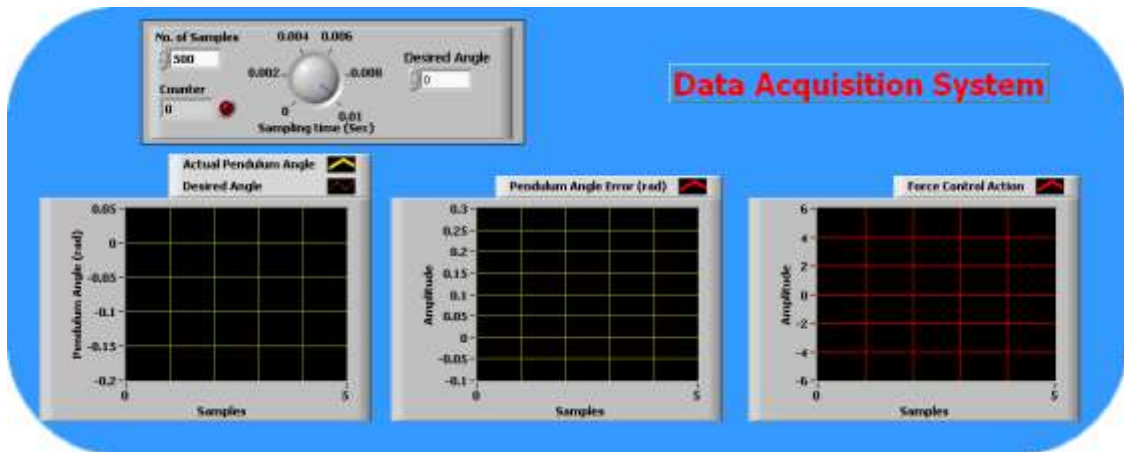 No. of Samples
500
Counter
0
0
0.002
0.004
0.006
0.008
0.01
Sampling time (Sec)
Desired Angle
0
Data Acquisition System
Actual Pendulum Angle
Desired Angle
Pendulum Angle (rad)
0.05
0
-0.05
-0.1
-0.15
-0.2
0
5
Samples
Pendulum Angle Error (rad)
Amplitude
0.3
0.25
0.2
0.15
0.1
0.05
0
-0.05
-0.1
0
5
Samples
Force Control Action
Amplitude
6
4
2
0
-2
-4
-6
0
5
Samples